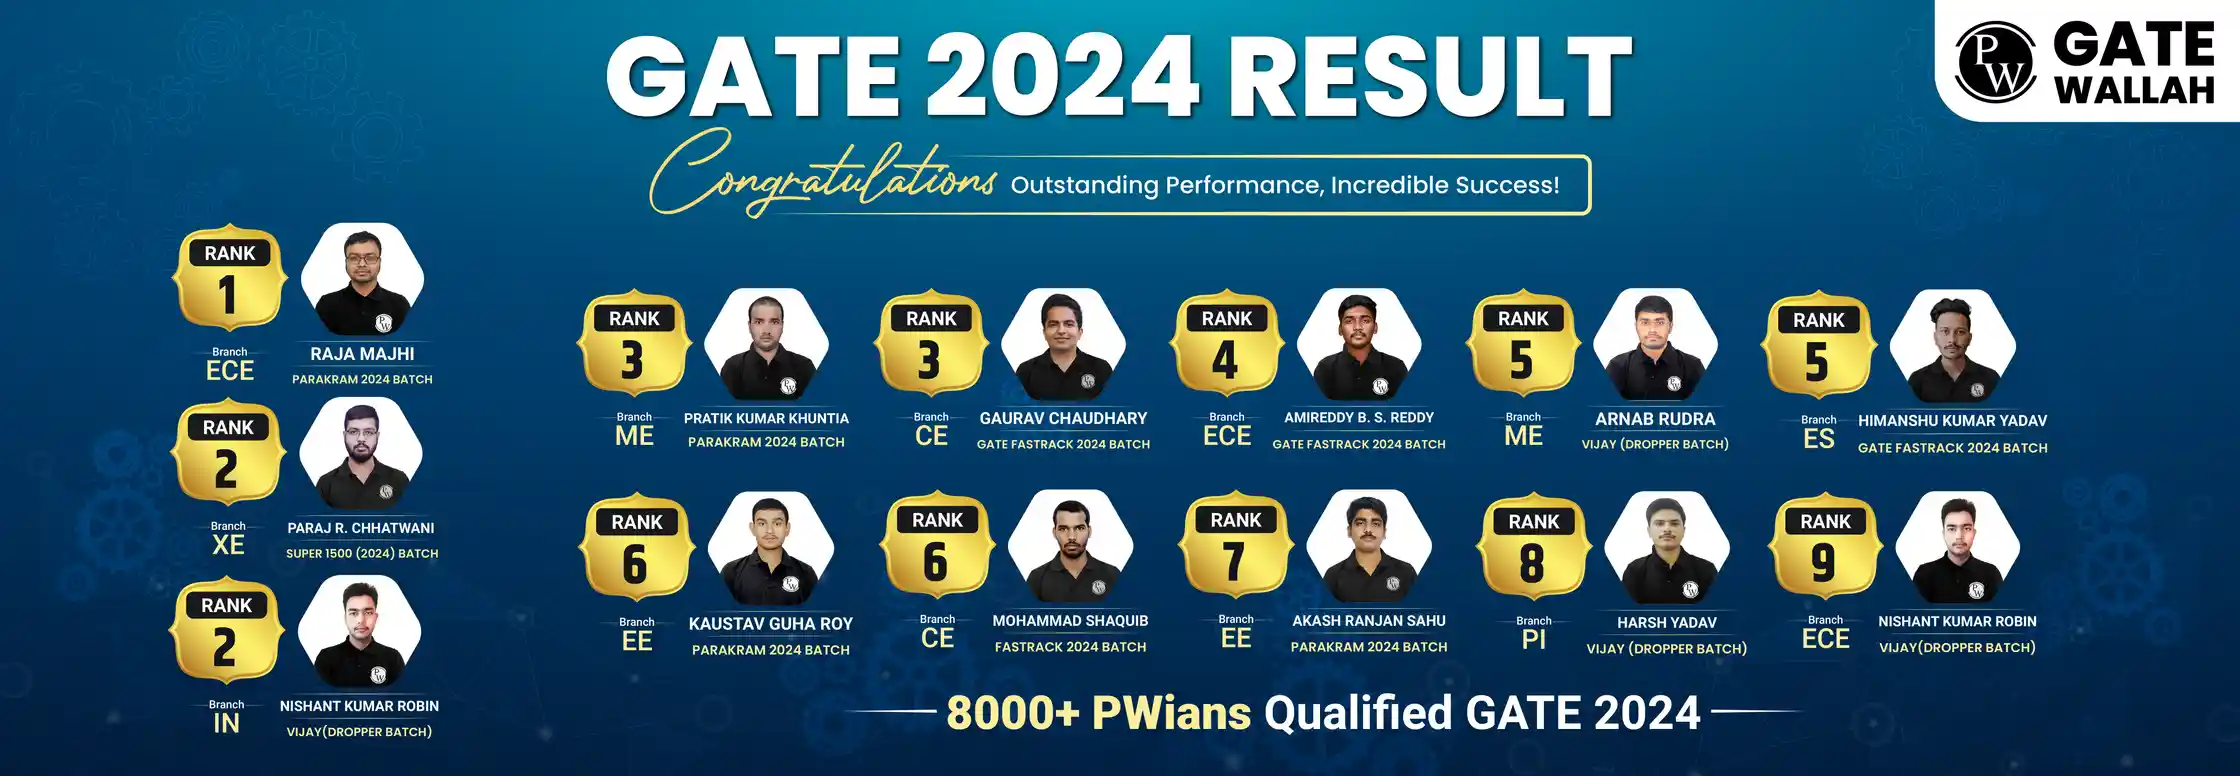 GATE 2024 RESULT
Congratulations Outstanding Performance, Incredible Success!
PW GATE
WALLAH
RANK
1
Branch
ECE
RAJA MAJHI
PARAKRAM 2024 BATCH
RANK
2
Branch
XE
PARAJ R. CHHATWANI
SUPER 1500 (2024) BATCH
RANK
2
Branch
IN
NISHANT KUMAR ROBIN
VIJAY(DROPPER BATCH)
RANK
3
Branch
ME
PRATIK KUMAR KHUNTIA
PARAKRAM 2024 BATCH
RANK
3
Branch
CE
GAURAV CHAUDHARY
GATE FASTRACK 2024 BATCH
RANK
4
Branch
ECE
AMIREDDY B. S. REDDY
GATE FASTRACK 2024 BATCH
RANK
5
Branch
ME
ARNAB RUDRA
VIJAY (DROPPER BATCH)
RANK
5
Branch
ES
HIMANSHU KUMAR YADAV
GATE FASTRACK 2024 BATCH
RANK
6
Branch
EE
KAUSTAV GUHA ROY
PARAKRAM 2024 BATCH
RANK
6
Branch
CE
MOHAMMAD SHAQUIB
FASTRACK 2024 BATCH
RANK
7
Branch
EE
AKASH RANJAN SAHU
PARAKRAM 2024 BATCH
RANK
8
Branch
PI
HARSH YADAV
VIJAY (DROPPER BATCH)
RANK
9
Branch
ECE
NISHANT KUMAR ROBIN
VIJAY(DROPPER BATCH)
8000+ PWians Qualified GATE 2024